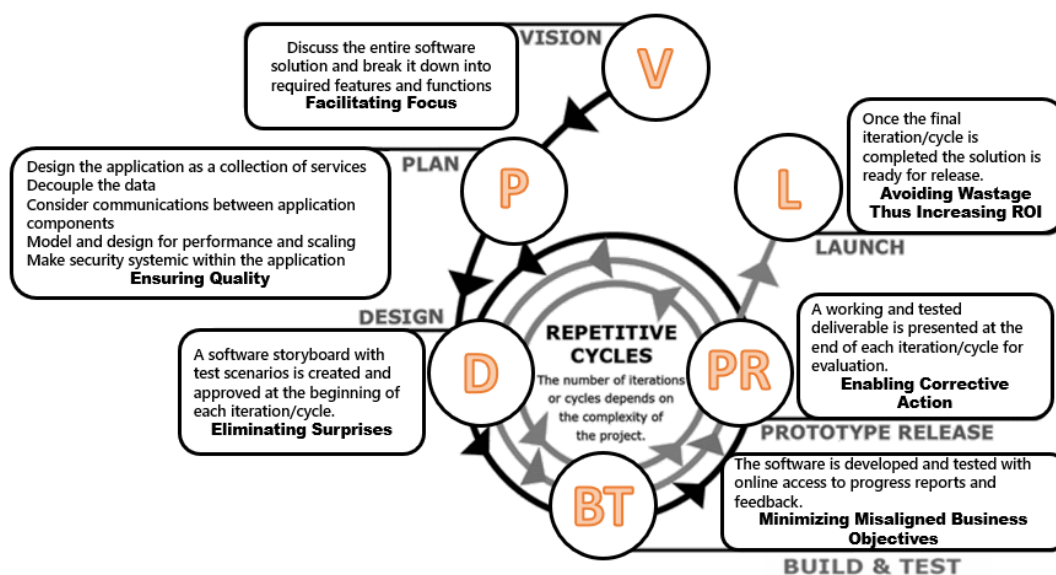 VISION
V
Discuss the entire software
solution and break it down into
required features and functions
Facilitating Focus
PLAN
P
Design the application as a collection of services
Decouple the data
Consider communications between application
components
Model and design for performance and scaling
Make security systemic within the application
Ensuring Quality
DESIGN
D
A software storyboard with
test scenarios is created and
approved at the beginning of
each iteration/cycle.
Eliminating Surprises
REPETITIVE
CYCLES
The number of iterations
or cycles depends on
the complexity of
the project.
BT
The software is developed and tested with
online access to progress reports and
feedback.
Minimizing Misaligned Business
Objectives
BUILD & TEST
PR
A working and tested
deliverable is presented at the
end of each iteration/cycle for
evaluation.
Enabling Corrective
Action
PROTOTYPE RELEASE
L
Once the final
iteration/cycle is
completed the solution is
ready for release.
Avoiding Wastage
Thus Increasing ROI
LAUNCH